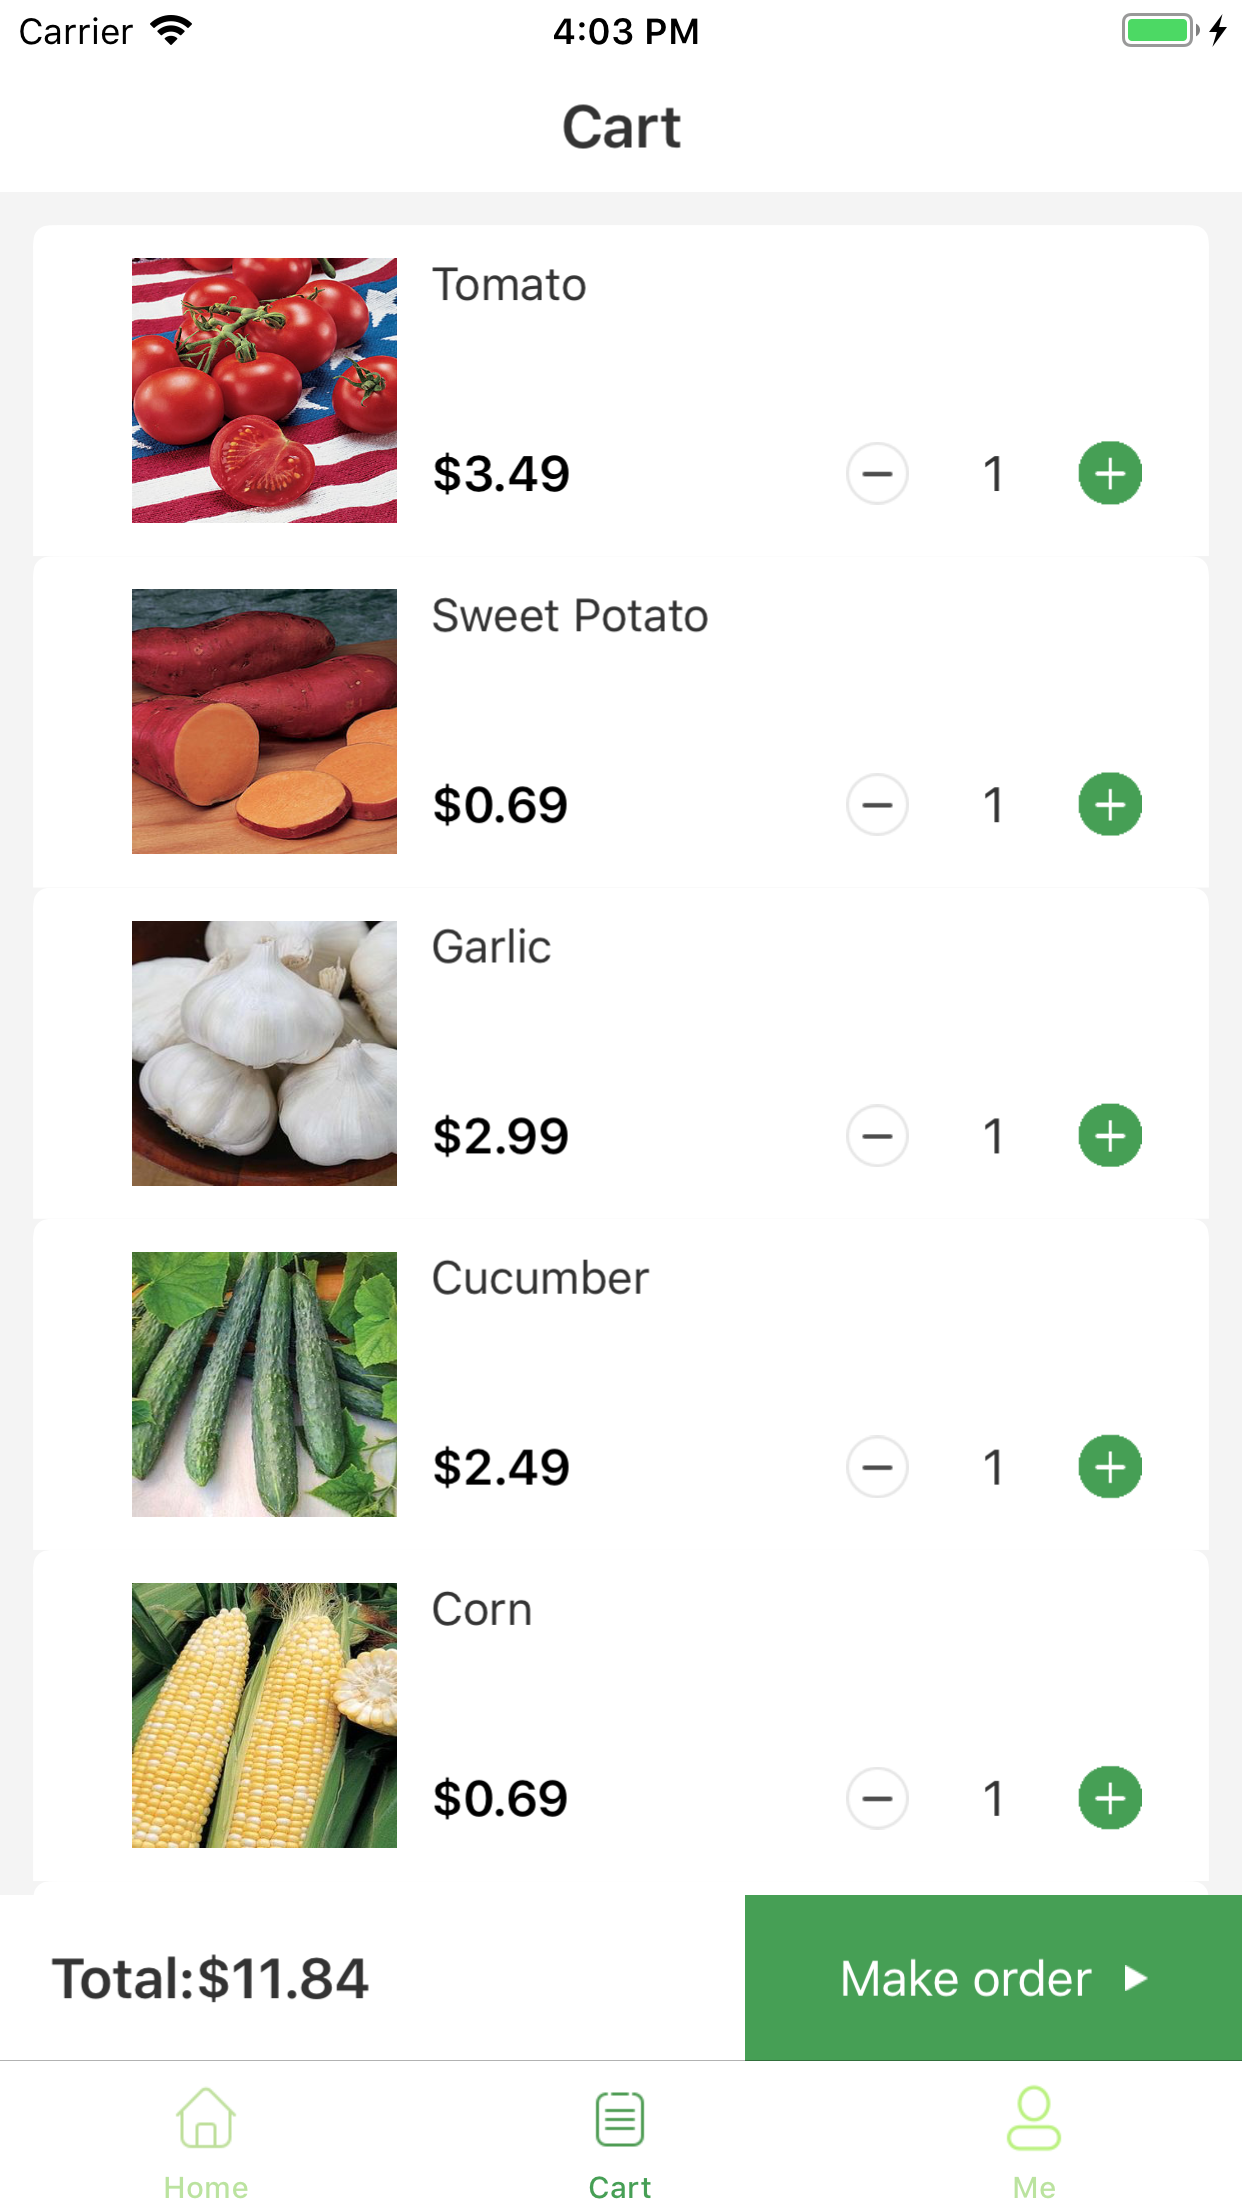 Carrier 4:03 PM
Cart
Tomato
$3.49 1
Sweet Potato
$0.69 1
Garlic
$2.99 1
Cucumber
$2.49 1
Corn
$0.69 1
Total:$11.84 Make order
Home Cart Me